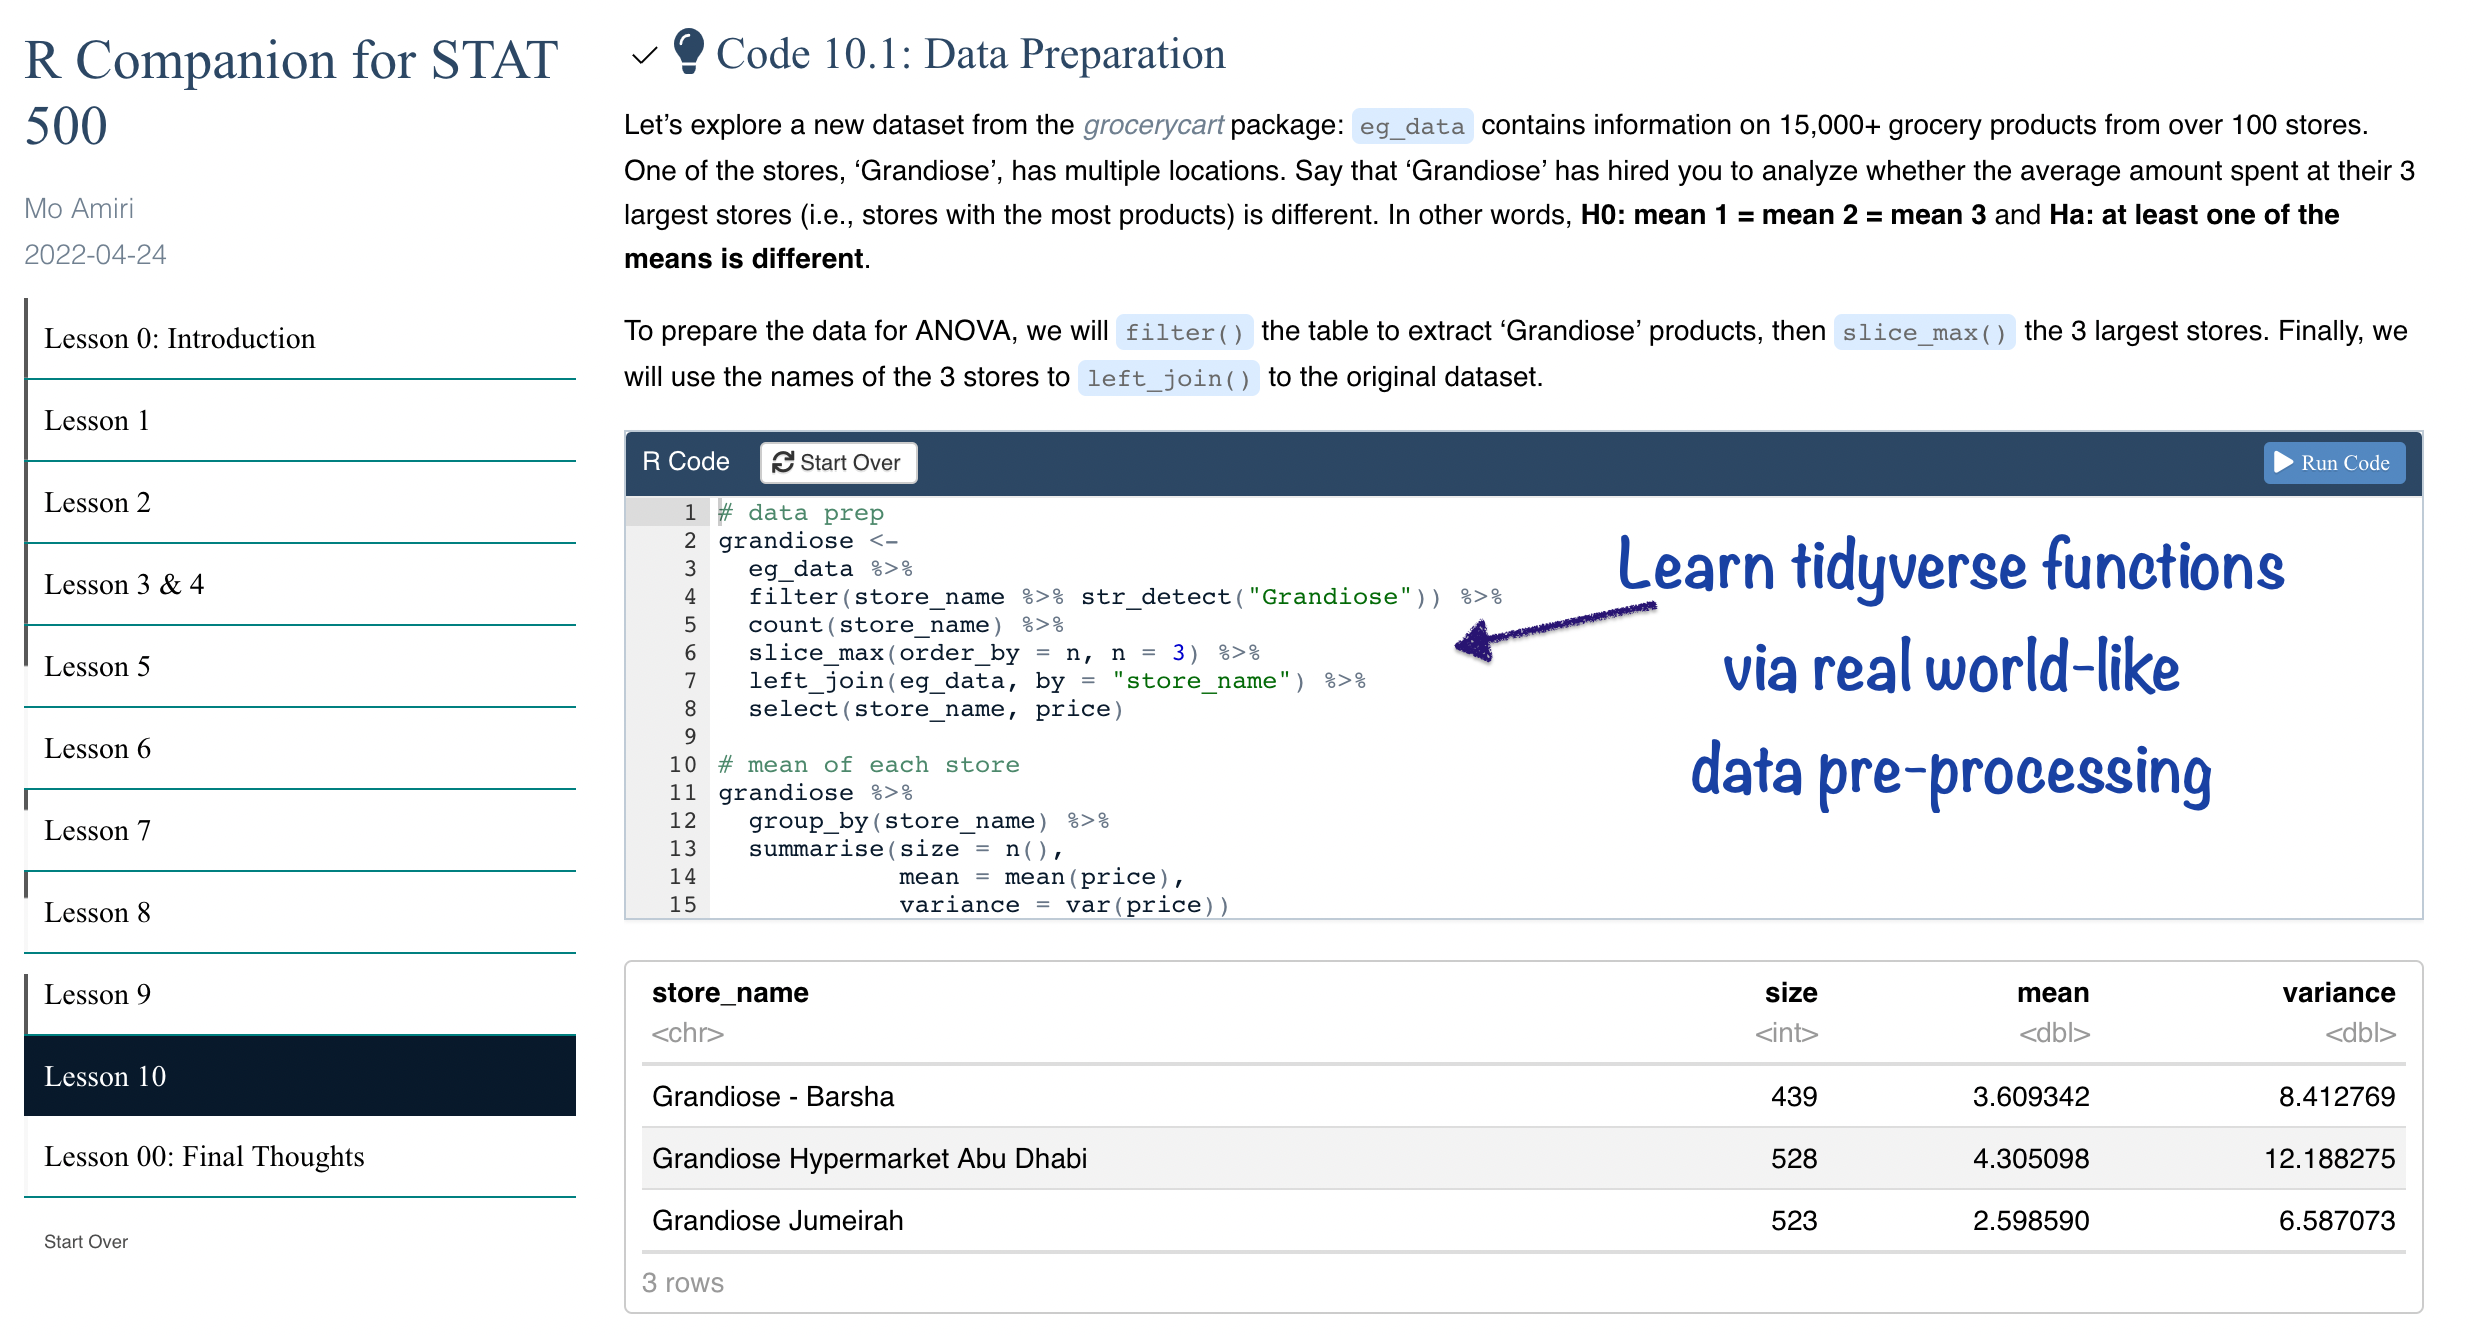 R Companion for STAT
500
Mo Amiri
2022-04-24
Lesson 0: Introduction
Lesson 1
Lesson 2
Lesson 3 & 4
Lesson 5
Lesson 6
Lesson 7
Lesson 8
Lesson 9
Lesson 10
Lesson 00: Final Thoughts
Start Over
Code 10.1: Data Preparation
Let’s explore a new dataset from the grocerycart package: eg_data contains information on 15,000+ grocery products from over 100 stores.
One of the stores, ‘Grandiose’, has multiple locations. Say that ‘Grandiose’ has hired you to analyze whether the average amount spent at their 3
largest stores (i.e., stores with the most products) is different. In other words, H0: mean 1 = mean 2 = mean 3 and Ha: at least one of the
means is different.
To prepare the data for ANOVA, we will filter() the table to extract ‘Grandiose’ products, then slice_max() the 3 largest stores. Finally, we
will use the names of the 3 stores to left_join() to the original dataset.
R Code Start Over Run Code
1 # data prep
2 grandiose <-
3   eg_data %>%
4   filter(store_name %>% str_detect("Grandiose")) %>%
5   count(store_name) %>%
6   slice_max(order_by = n, n = 3) %>%
7   left_join(eg_data, by = "store_name") %>%
8   select(store_name, price)
9
10 # mean of each store
11 grandiose %>%
12   group_by(store_name) %>%
13   summarise(size = n(),
14             mean = mean(price),
15             variance = var(price))
Learn tidyverse functions
via real world-like
data pre-processing
store_name size mean variance
<chr> <int> <dbl> <dbl>
Grandiose - Barsha 439 3.609342 8.412769
Grandiose Hypermarket Abu Dhabi 528 4.305098 12.188275
Grandiose Jumeirah 523 2.598590 6.587073
3 rows